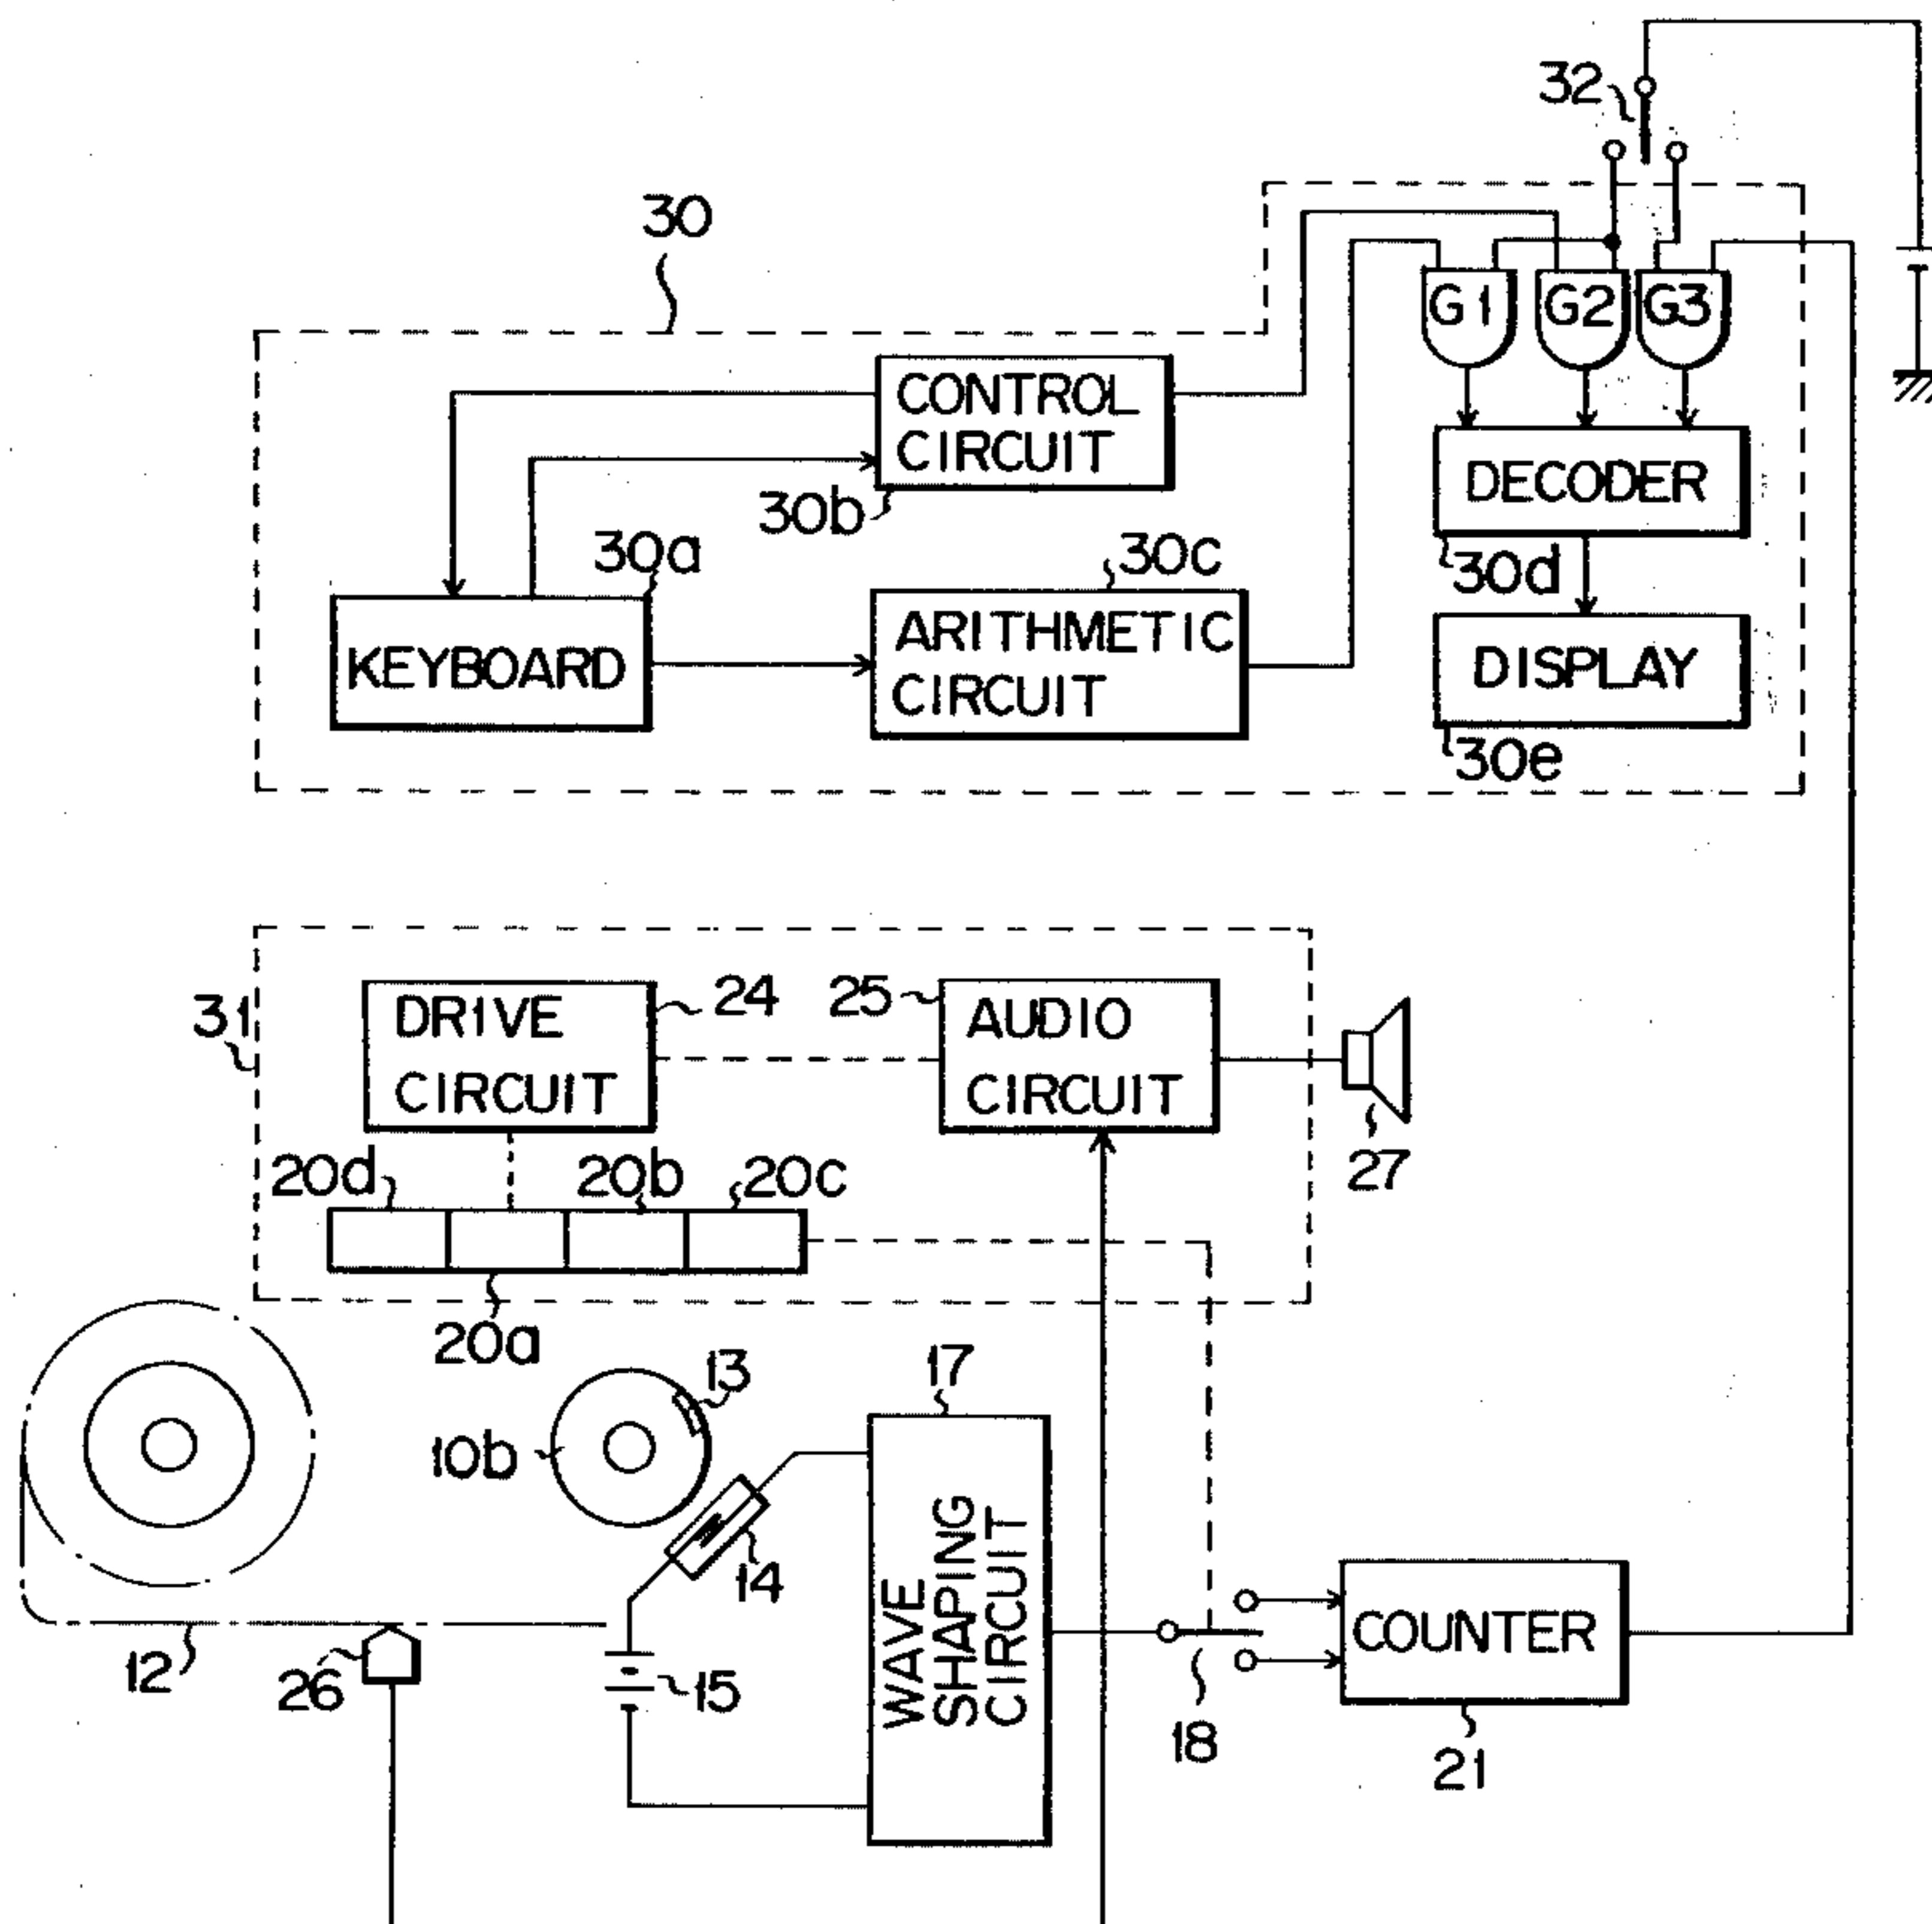 32
30
G1 G2 G3
CONTROL
CIRCUIT
30b
DECODER
30d
30a
30c
KEYBOARD
ARITHMETIC
CIRCUIT
DISPLAY
30e
31
DRIVE
CIRCUIT
24
25
AUDIO
CIRCUIT
27
20d
20b
20c
20a
13
17
10b
14
WAVE
SHAPING
CIRCUIT
COUNTER
12
26
15
18
21